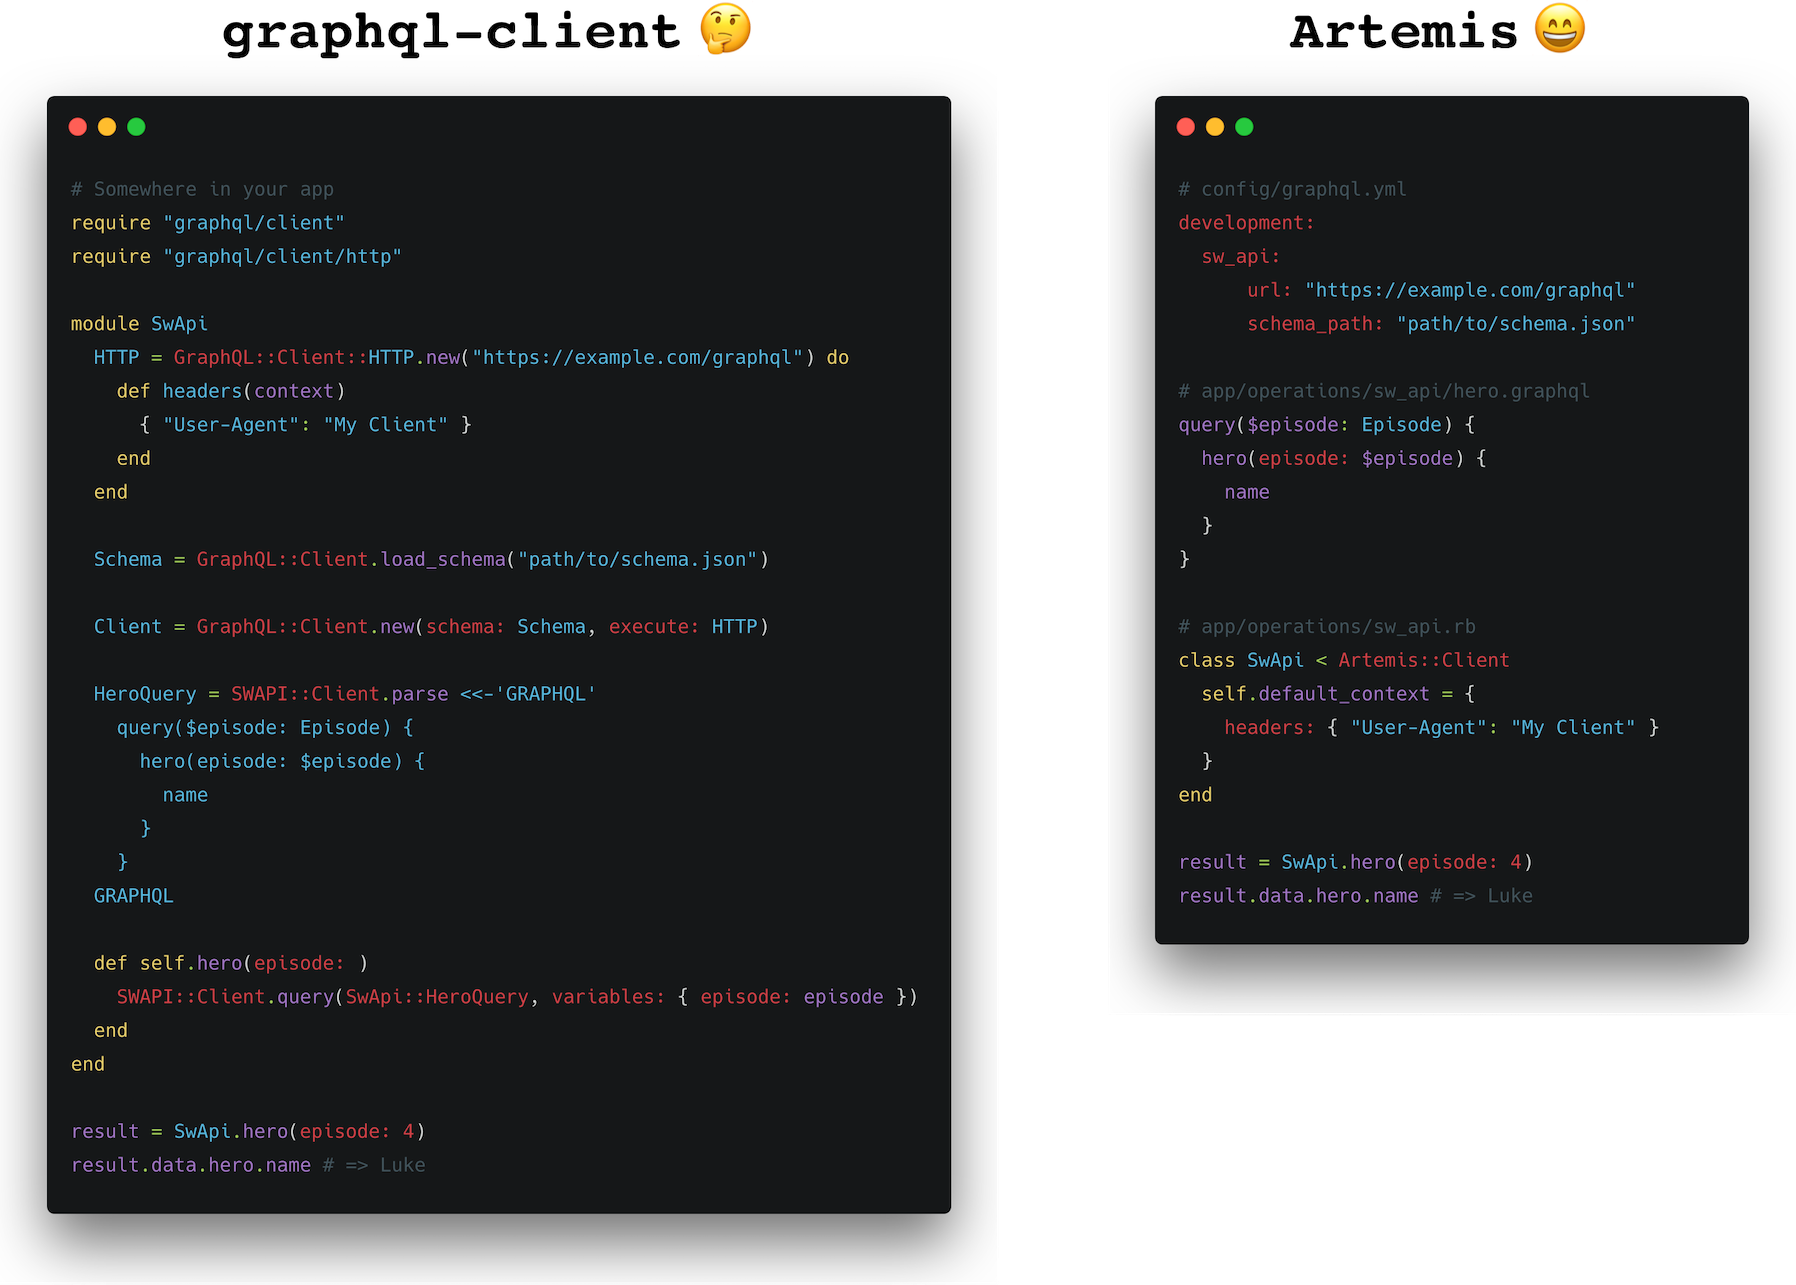 graphql-client 🤔
# Somewhere in your app
require "graphql/client"
require "graphql/client/http"
module SwApi
  HTTP = GraphQL::Client::HTTP.new("https://example.com/graphql") do
    def headers(context)
      { "User-Agent": "My Client" }
    end
  end
  Schema = GraphQL::Client.load_schema("path/to/schema.json")
  Client = GraphQL::Client.new(schema: Schema, execute: HTTP)
  HeroQuery = SWAPI::Client.parse <<-'GRAPHQL'
    query($episode: Episode) {
      hero(episode: $episode) {
        name
      }
    }
  GRAPHQL
  def self.hero(episode: )
    SWAPI::Client.query(SwApi::HeroQuery, variables: { episode: episode })
  end
end
result = SwApi.hero(episode: 4)
result.data.hero.name # => Luke
Artemis 😄
# config/graphql.yml
development:
  sw_api:
      url: "https://example.com/graphql"
      schema_path: "path/to/schema.json"
# app/operations/sw_api/hero.graphql
query($episode: Episode) {
  hero(episode: $episode) {
    name
  }
}
# app/operations/sw_api.rb
class SwApi < Artemis::Client
  self.default_context = {
    headers: { "User-Agent": "My Client" }
  }
end
result = SwApi.hero(episode: 4)
result.data.hero.name # => Luke